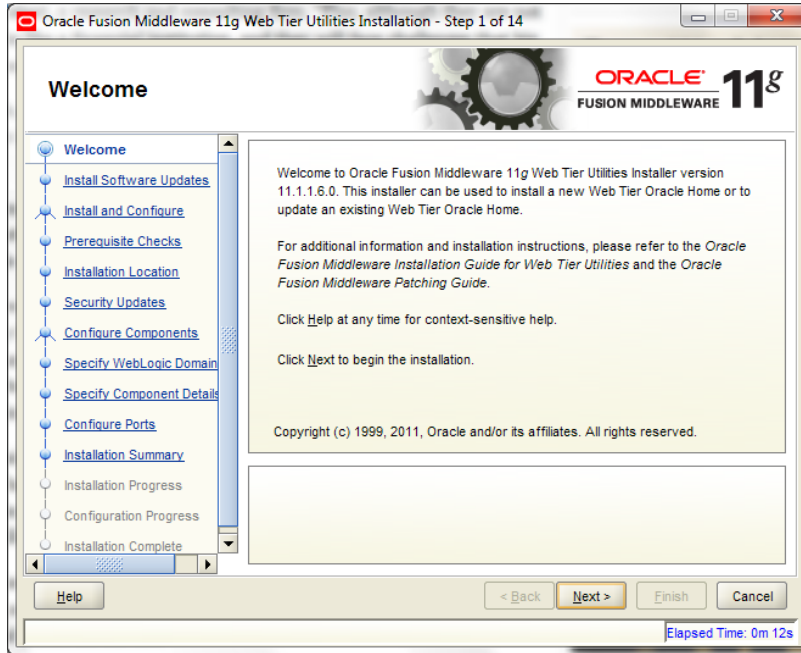 Oracle Fusion Middleware 11g Web Tier Utilities Installation - Step 1 of 14
Welcome
ORACLE®
FUSION MIDDLEWARE 11g
Welcome
Install Software Updates
Install and Configure
Prerequisite Checks
Installation Location
Security Updates
Configure Components
Specify WebLogic Domain
Specify Component Details
Configure Ports
Installation Summary
Installation Progress
Configuration Progress
Installation Complete
Welcome to Oracle Fusion Middleware 11g Web Tier Utilities Installer version
11.1.1.6.0. This installer can be used to install a new Web Tier Oracle Home or to
update an existing Web Tier Oracle Home.
For additional information and installation instructions, please refer to the Oracle
Fusion Middleware Installation Guide for Web Tier Utilities and the Oracle
Fusion Middleware Patching Guide.
Click Help at any time for context-sensitive help.
Click Next to begin the installation.
Copyright (c) 1999, 2011, Oracle and/or its affiliates. All rights reserved.
Help
< Back
Next >
Finish
Cancel
Elapsed Time: 0m 12s